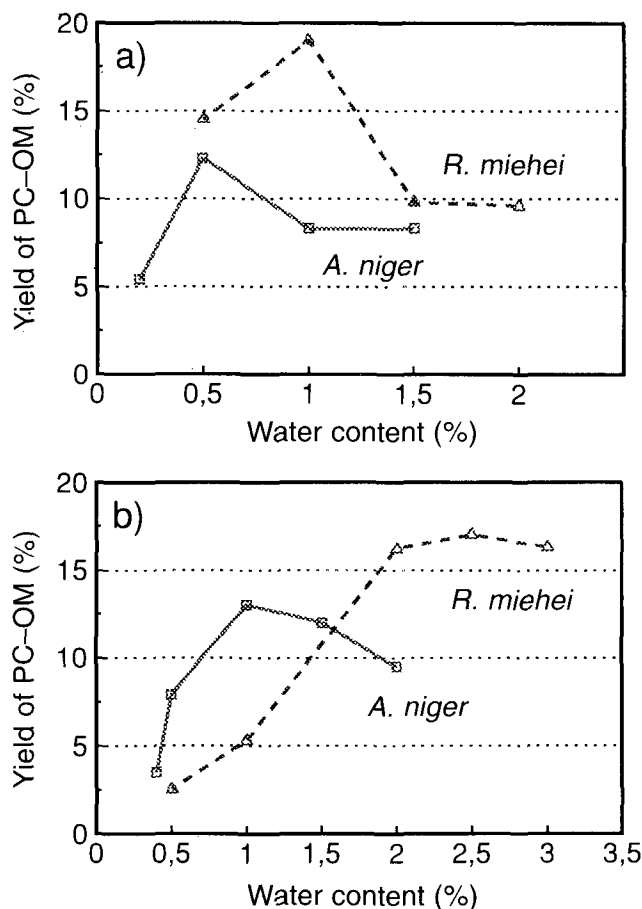 a)
Yield of PC–OM (%)
20
15
10
5
0
R. miehei
A. niger
0 0,5 1 1,5 2
Water content (%)
b)
Yield of PC–OM (%)
20
15
10
5
0
R. miehei
A. niger
0 0,5 1 1,5 2 2,5 3 3,5
Water content (%)